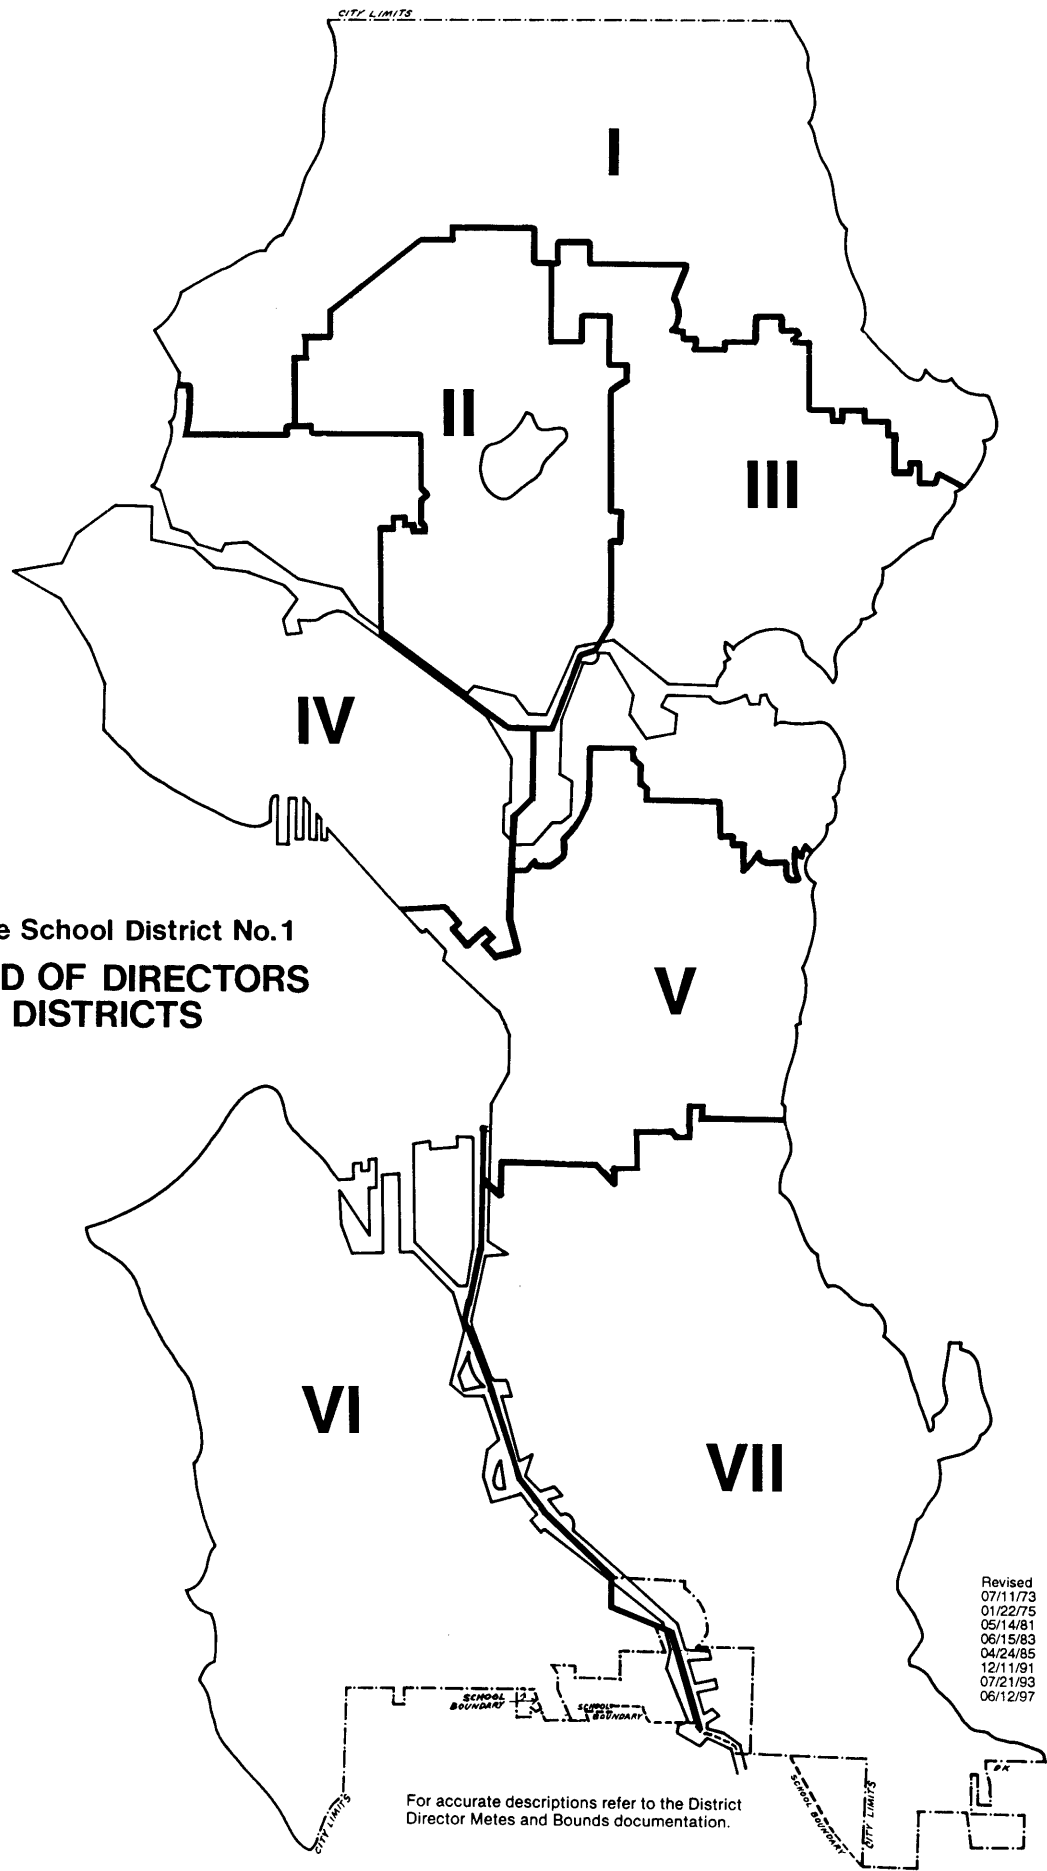 CITY LIMITS
I
II
III
IV
e School District No. 1
D OF DIRECTORS
DISTRICTS
V
VI
VII
Revised
07/11/73
01/22/75
05/14/81
06/15/83
04/24/85
12/11/91
07/21/93
06/12/97
SCHOOL
BOUNDARY
SCHOOL
BOUNDARY
CITY LIMITS
SCHOOL BOUNDARY
CITY LIMITS
For accurate descriptions refer to the District
Director Metes and Bounds documentation.